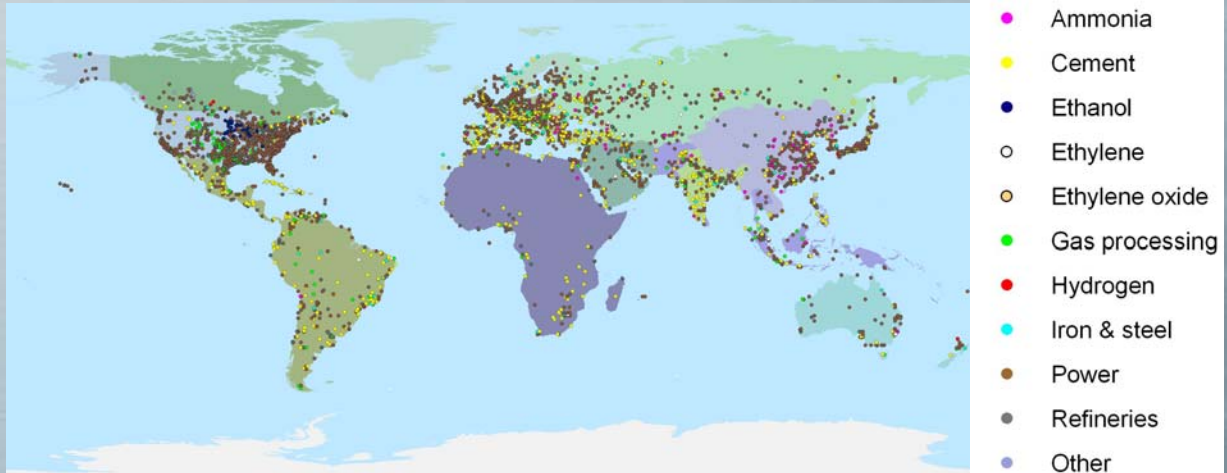 Ammonia
Cement
Ethanol
Ethylene
Ethylene oxide
Gas processing
Hydrogen
Iron & steel
Power
Refineries
Other